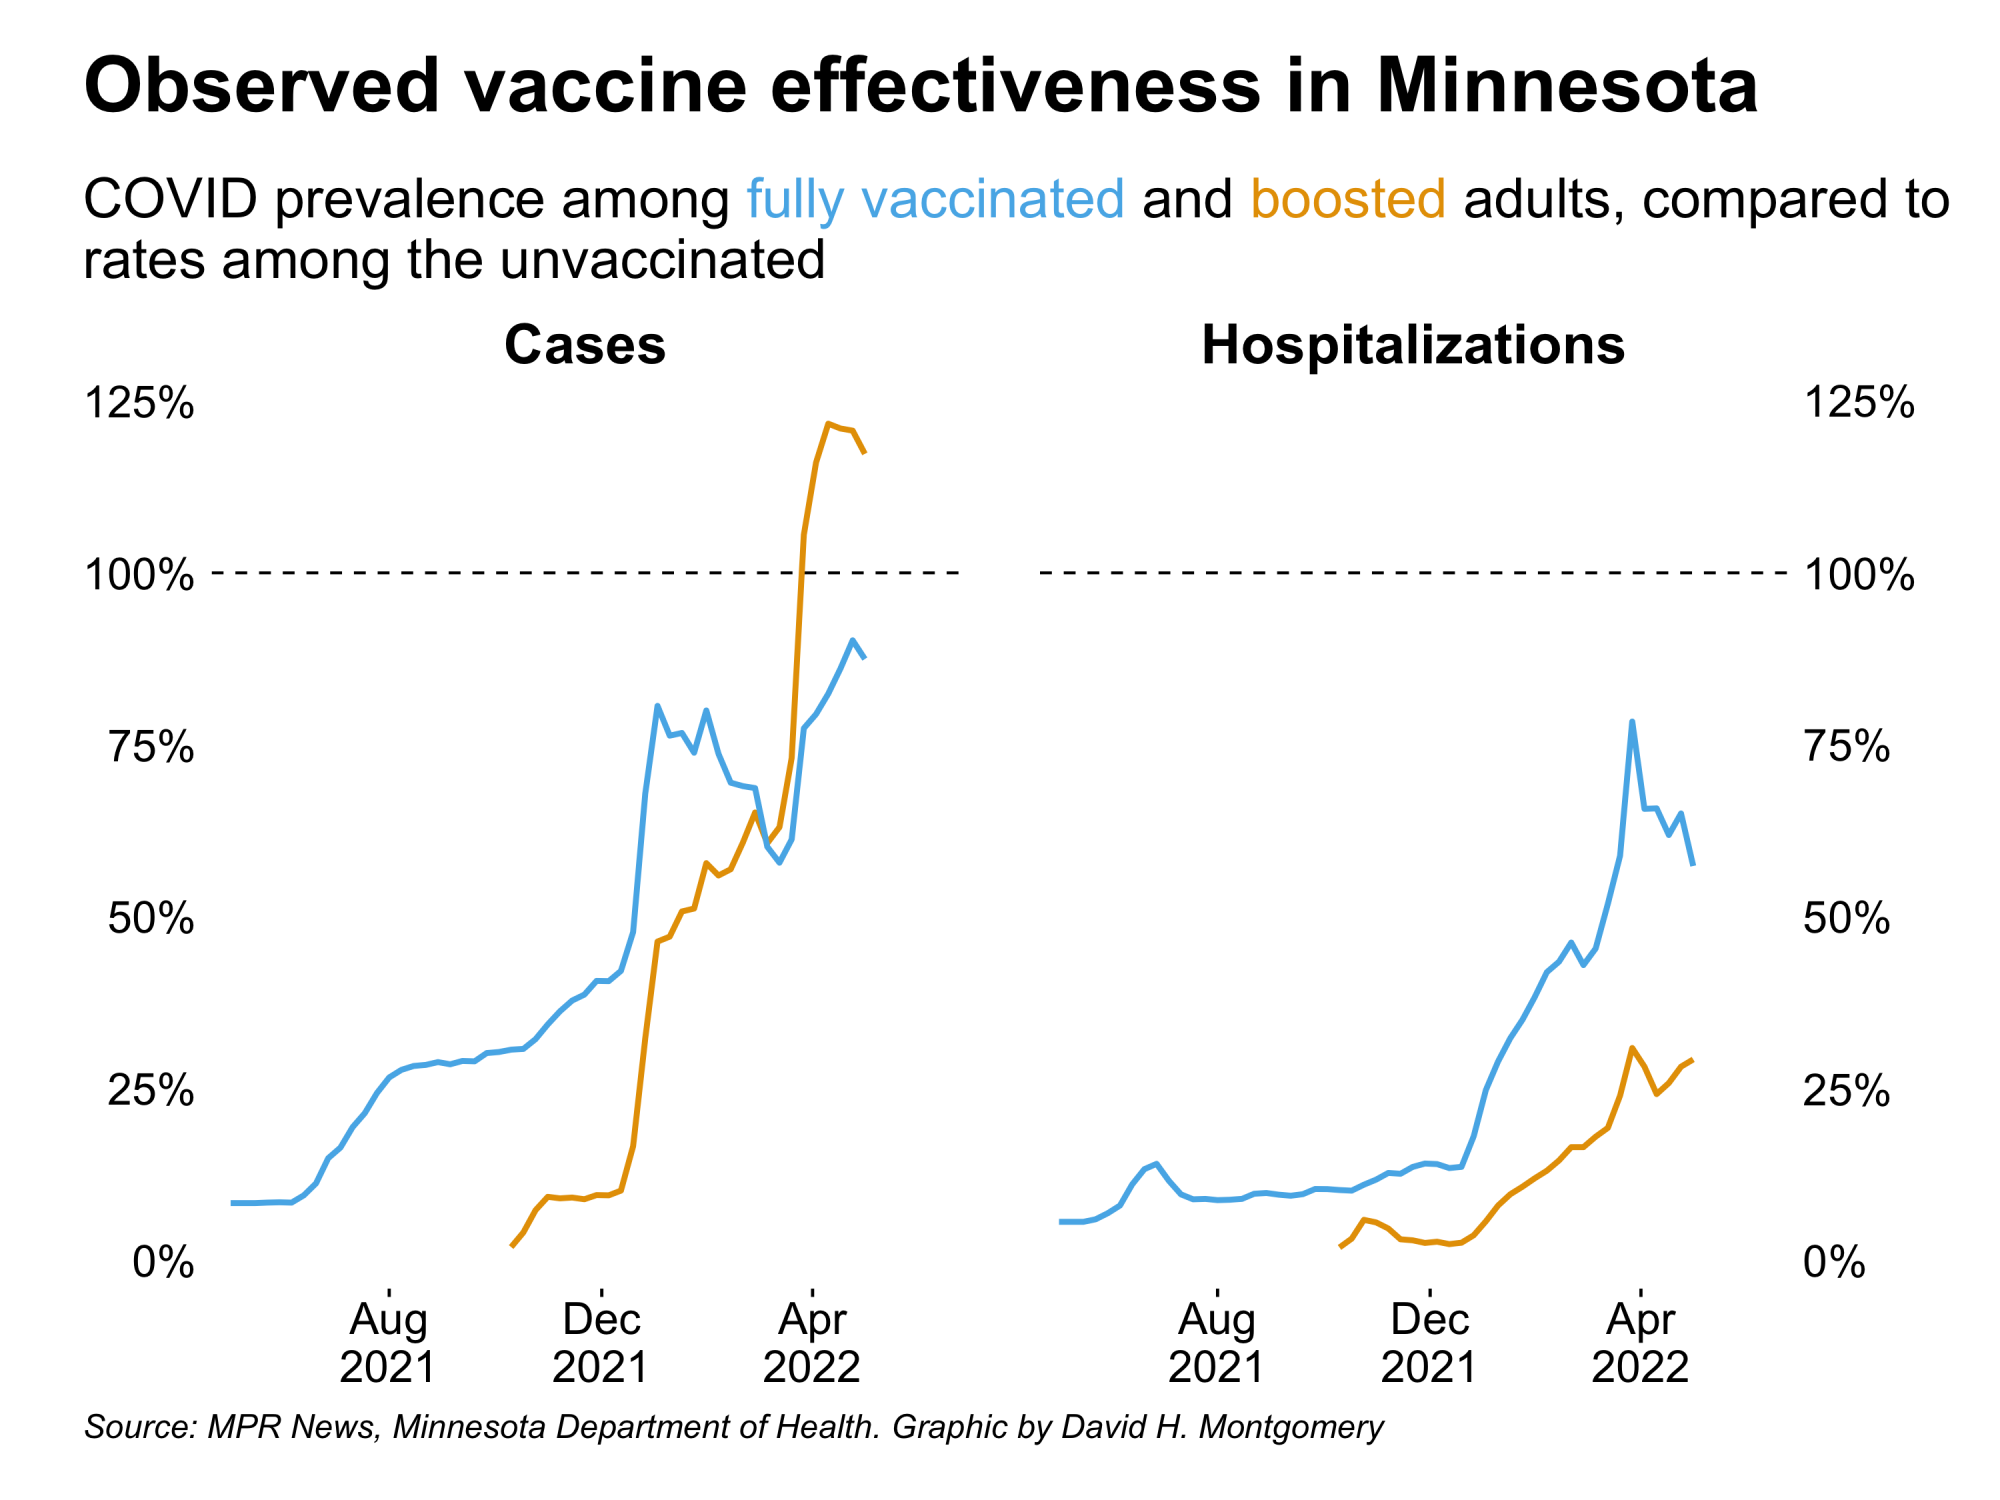 Observed vaccine effectiveness in Minnesota
COVID prevalence among fully vaccinated and boosted adults, compared to
rates among the unvaccinated
Cases
Hospitalizations
125%
100%
75%
50%
25%
0%
125%
100%
75%
50%
25%
0%
Aug
2021
Dec
2021
Apr
2022
Aug
2021
Dec
2021
Apr
2022
Source: MPR News, Minnesota Department of Health. Graphic by David H. Montgomery